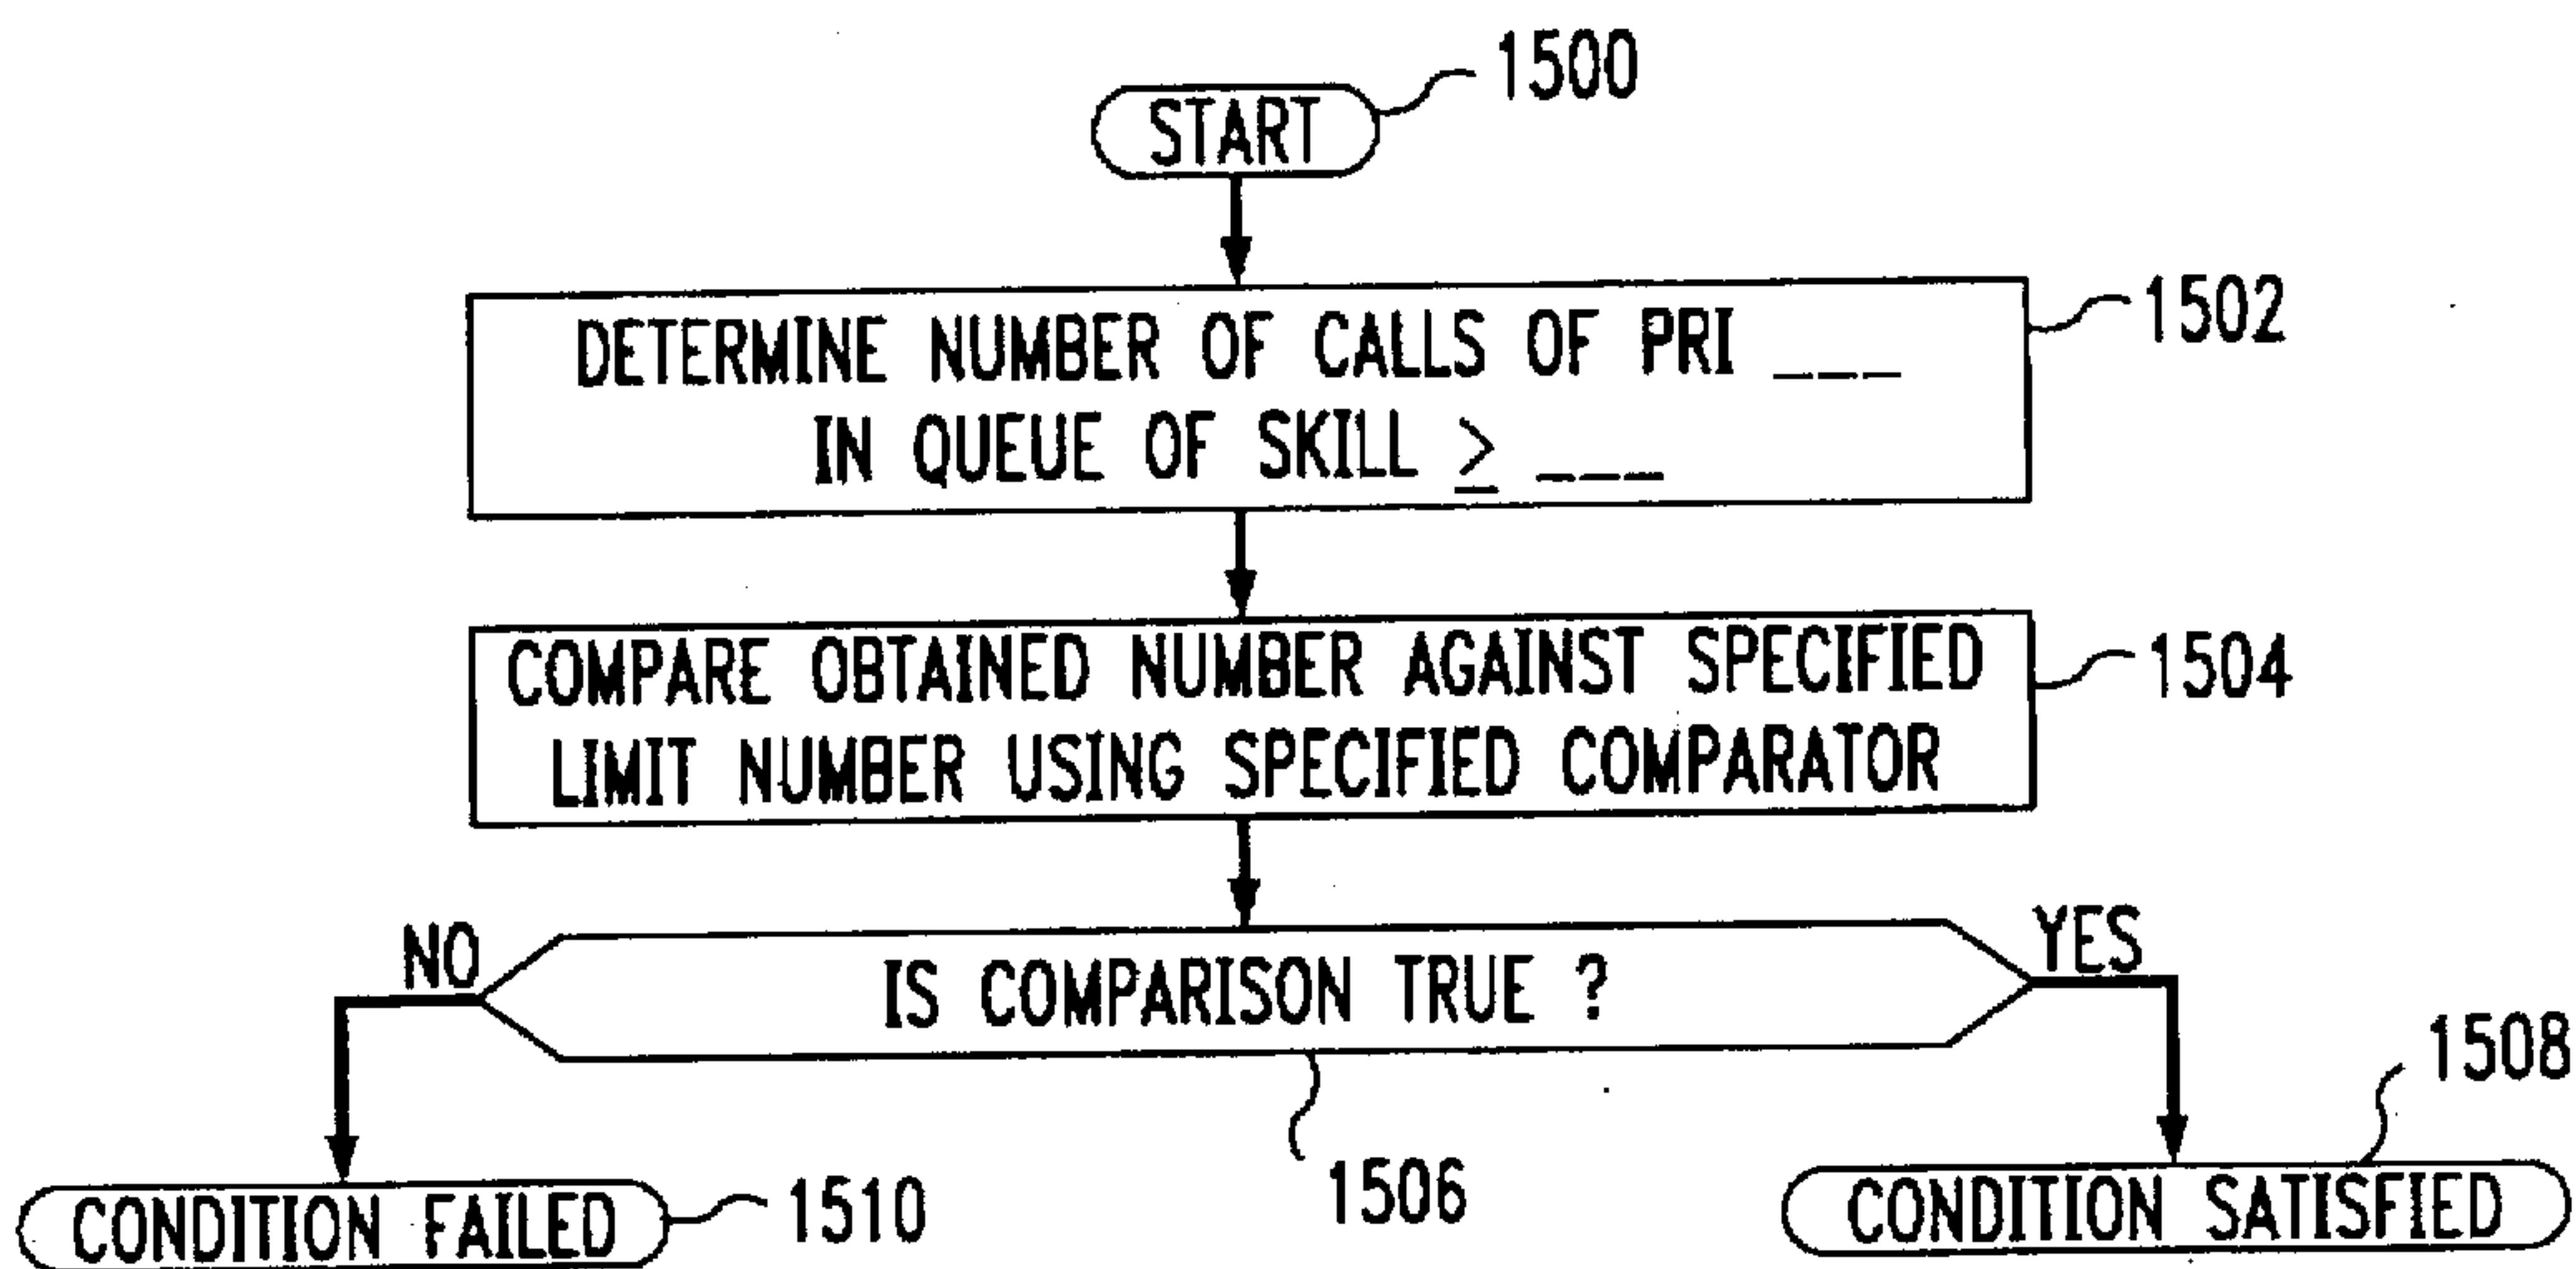 START
1500
DETERMINE NUMBER OF CALLS OF PRI ___
IN QUEUE OF SKILL ≥ ___
1502
COMPARE OBTAINED NUMBER AGAINST SPECIFIED
LIMIT NUMBER USING SPECIFIED COMPARATOR
1504
NO
IS COMPARISON TRUE ?
YES
1506
1508
CONDITION FAILED
1510
CONDITION SATISFIED